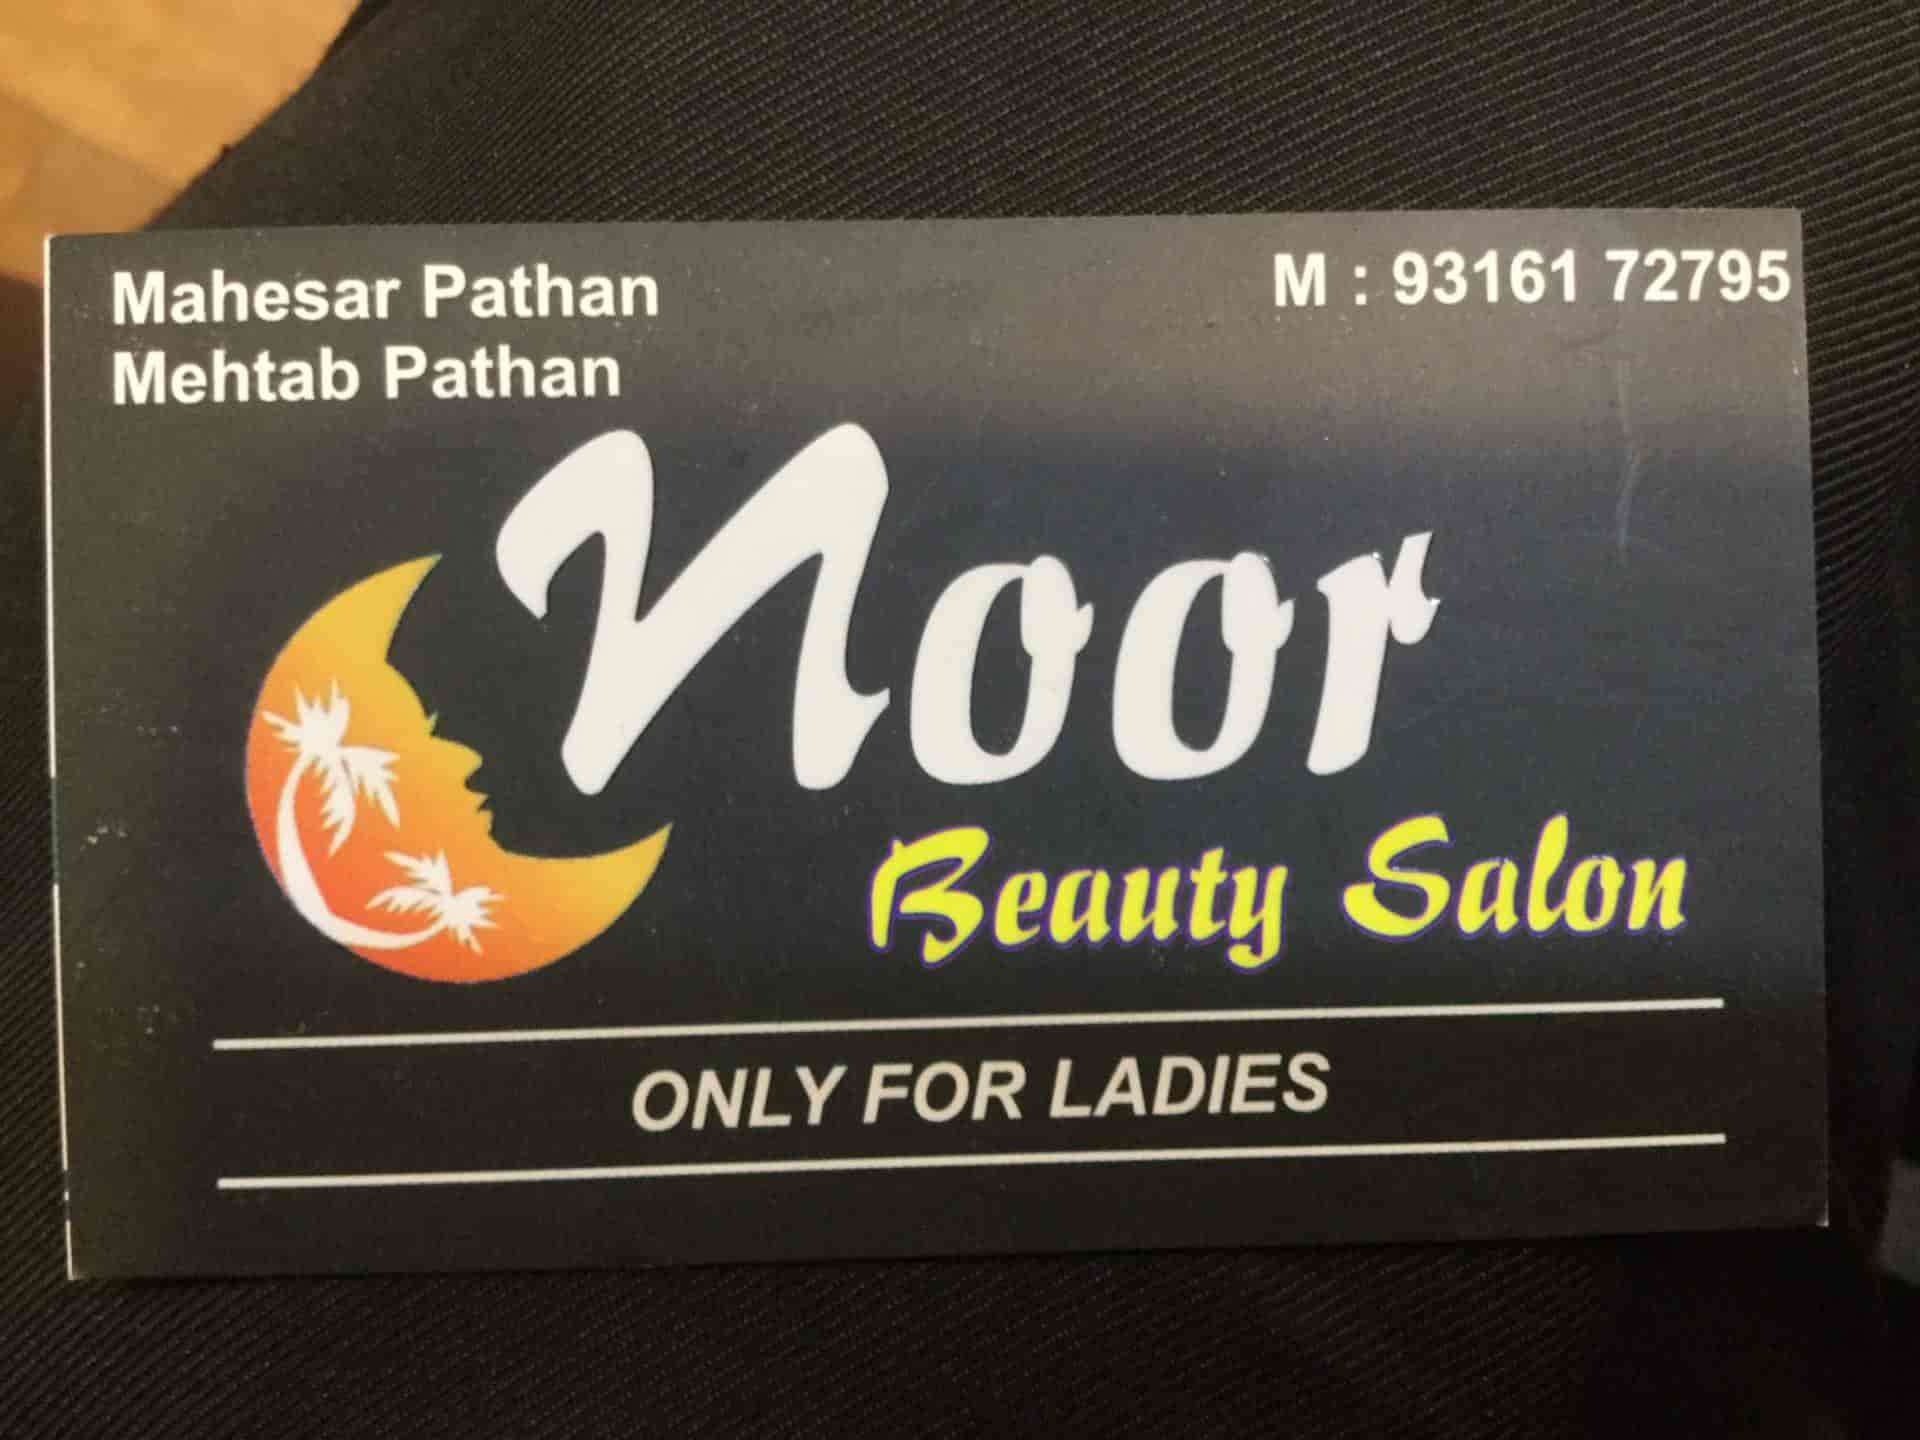 Mahesar Pathan
Mehtab Pathan
M : 93161 72795
Noor
Beauty Salon
ONLY FOR LADIES